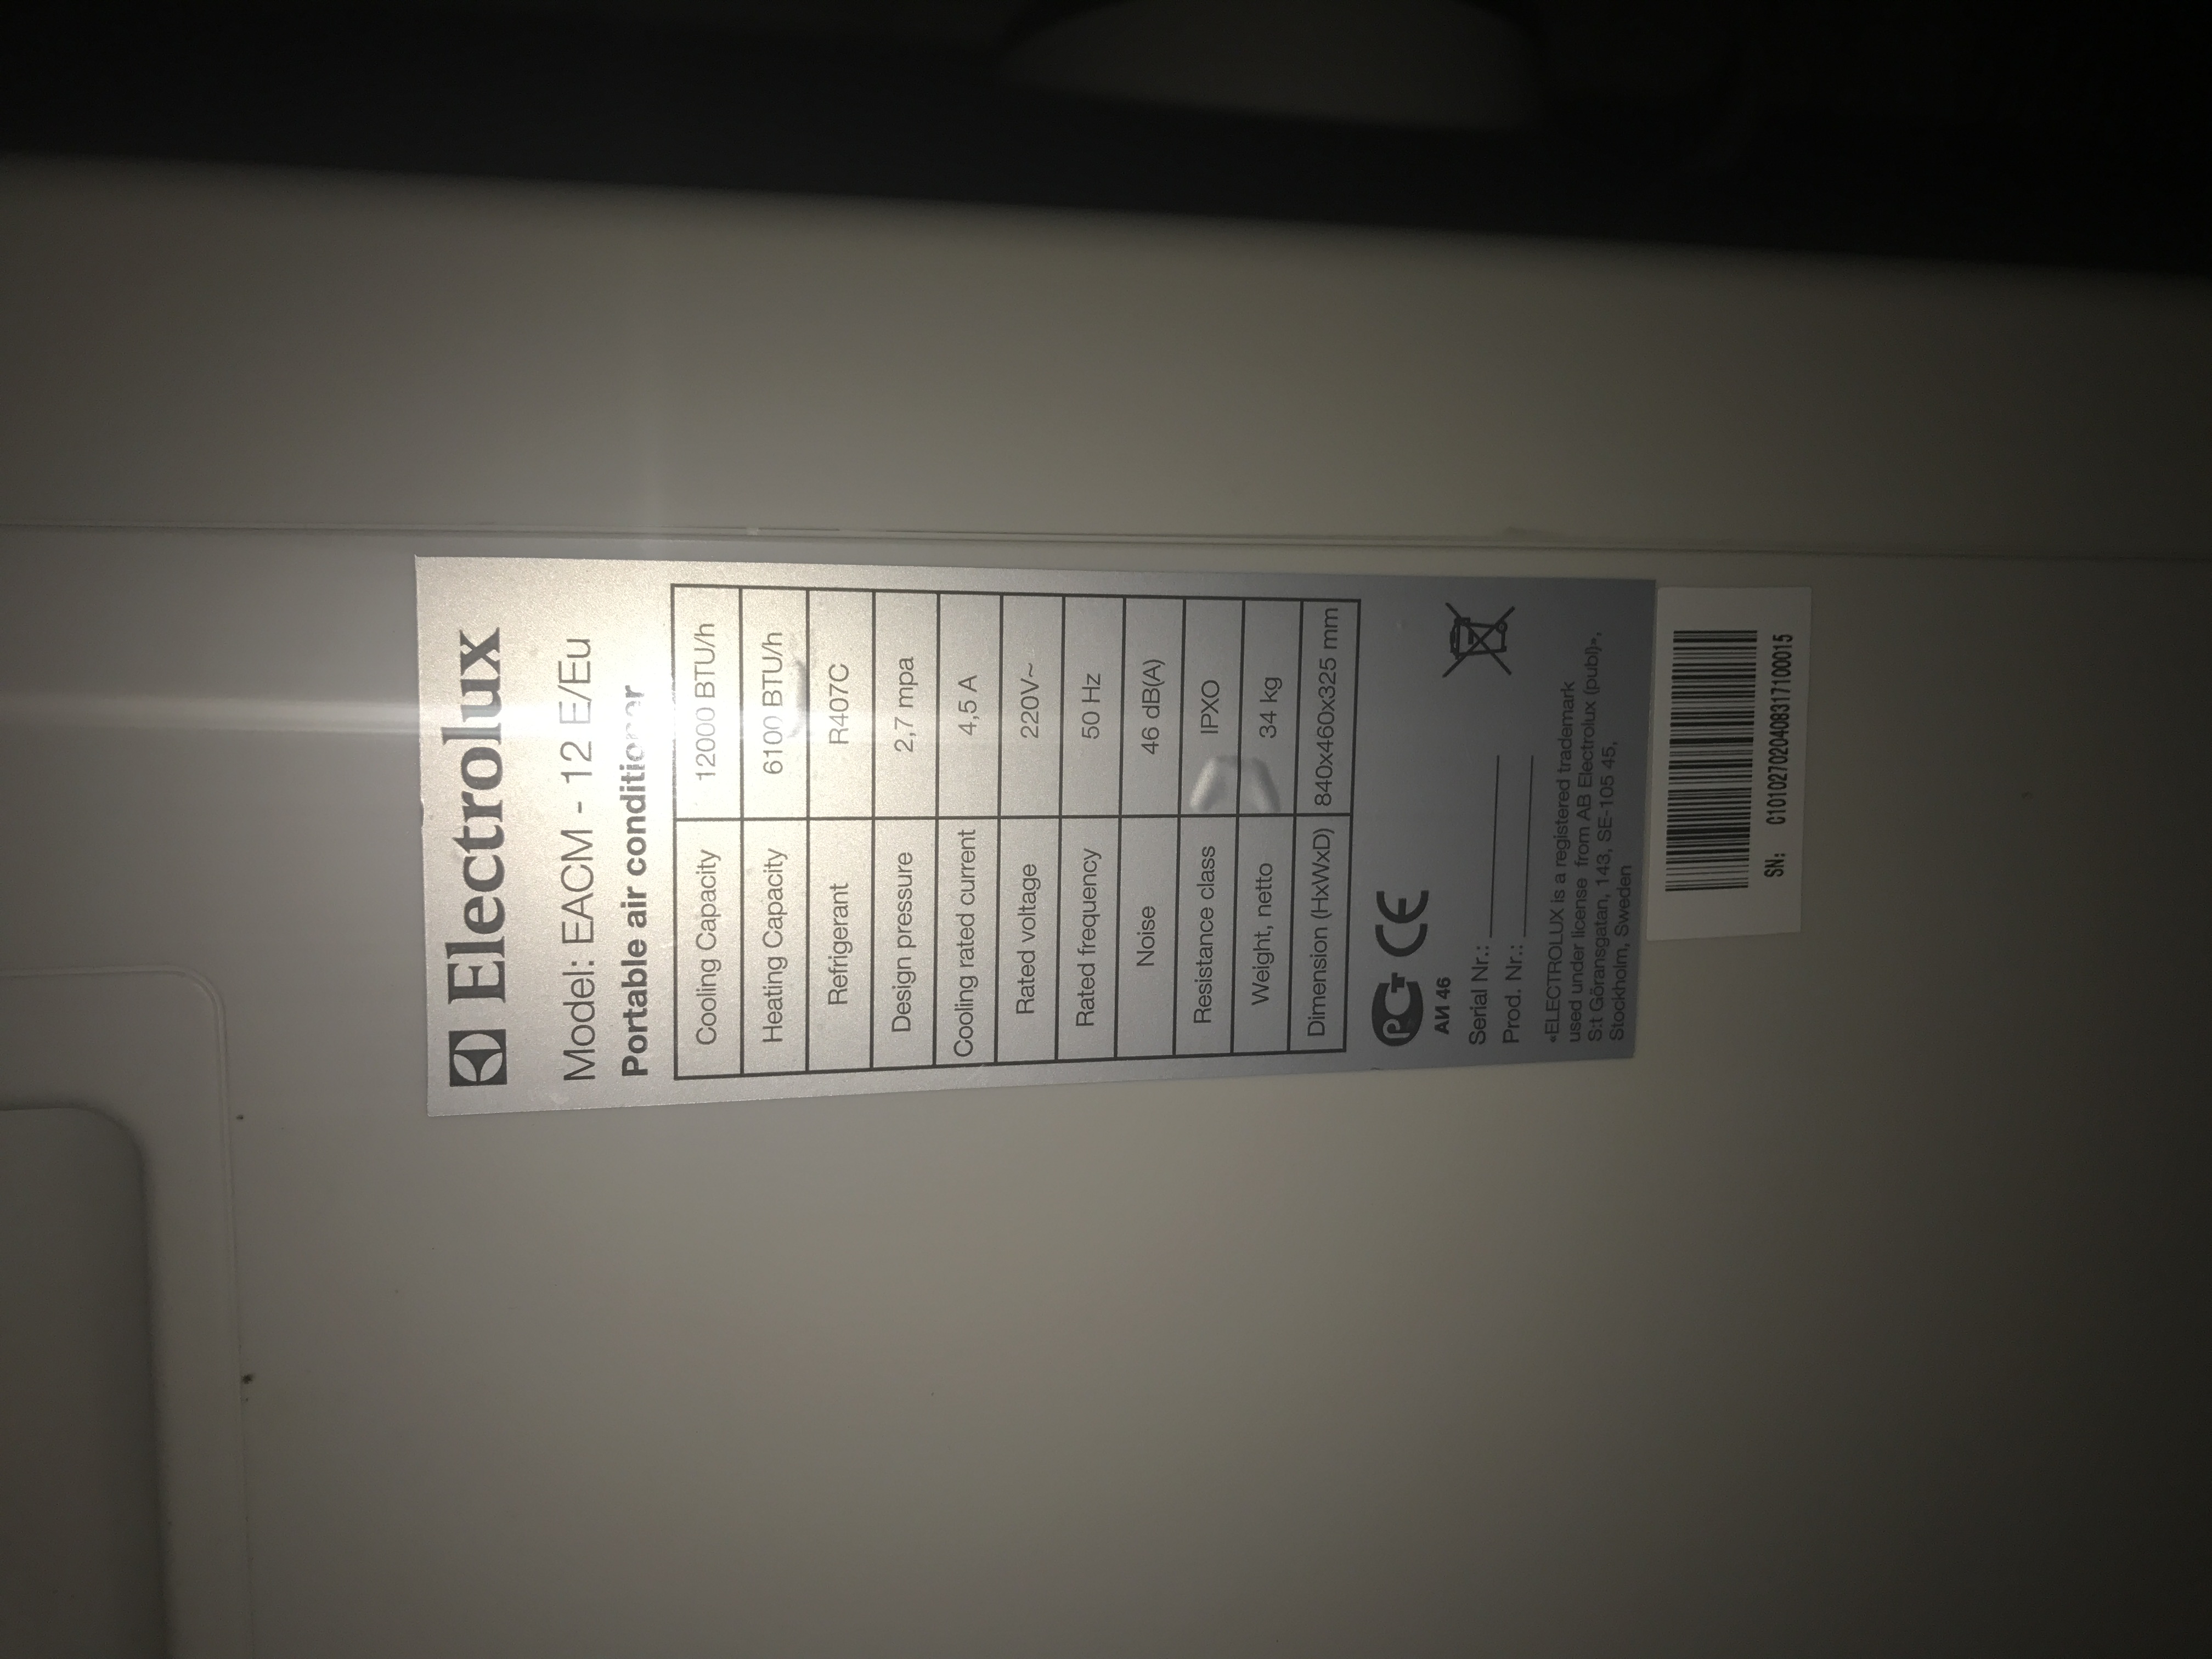 Electrolux
Model: EACM - 12 E/Eu
Portable air conditioner
Cooling Capacity 12000 BTU/h
Heating Capacity 6100 BTU/h
Refrigerant R407C
Design pressure 2,7 mpa
Cooling rated current 4,5 A
Rated voltage 220V~
Rated frequency 50 Hz
Noise 46 dB(A)
Resistance class IPXO
Weight, netto 34 kg
Dimension (HxWxD) 840x460x325 mm
РСТ CE
АИ 46
Serial Nr.:
Prod. Nr.:
«ELECTROLUX is a registered trademark
used under license from AB Electrolux (publ)»,
S:t Göransgatan, 143, SE-105 45,
Stockholm, Sweden
SN: C101027020408317100015